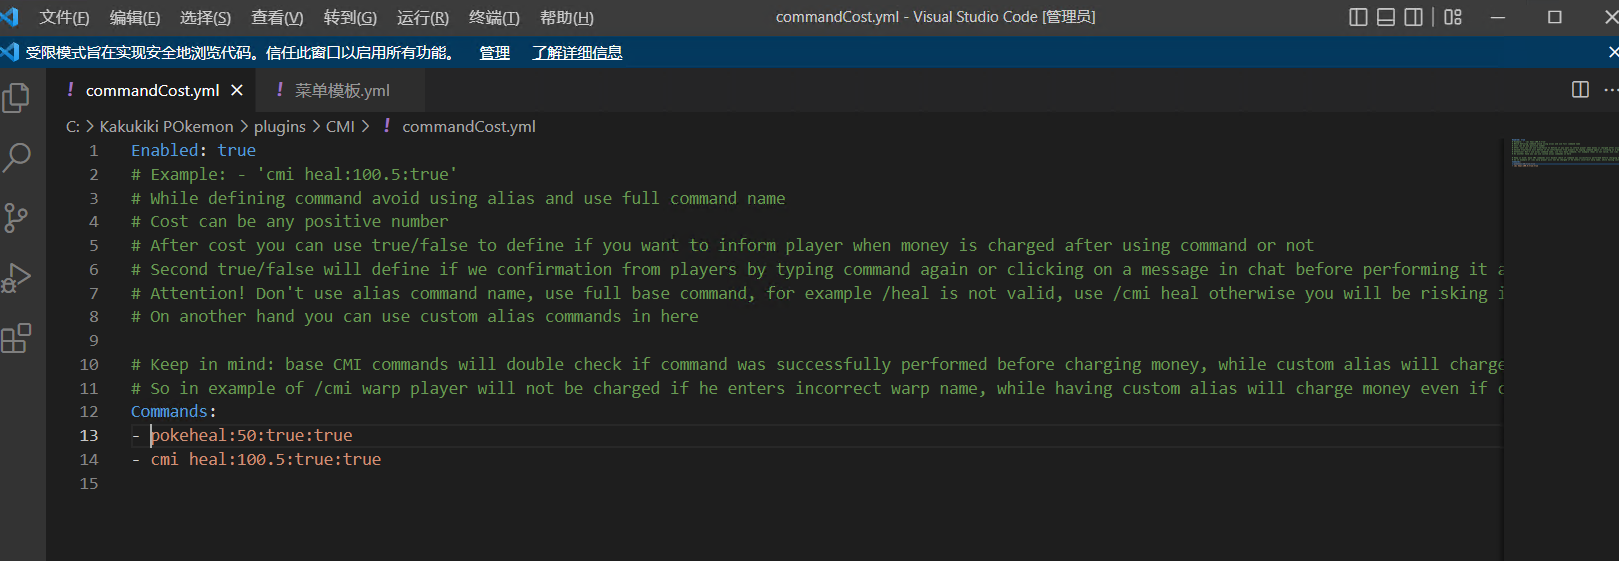 文件(F) 编辑(E) 选择(S) 查看(V) 转到(G) 运行(R) 终端(T) 帮助(H) commandCost.yml - Visual Studio Code [管理员]
受限模式旨在实现安全地浏览代码。信任此窗口以启用所有功能。 管理 了解详细信息
! commandCost.yml ! 菜单模板.yml
C: > Kakukiki POkemon > plugins > CMI > ! commandCost.yml
1 Enabled: true
2 # Example: - 'cmi heal:100.5:true'
3 # While defining command avoid using alias and use full command name
4 # Cost can be any positive number
5 # After cost you can use true/false to define if you want to inform player when money is charged after using command or not
6 # Second true/false will define if we confirmation from players by typing command again or clicking on a message in chat before performing it a
7 # Attention! Don't use alias command name, use full base command, for example /heal is not valid, use /cmi heal otherwise you will be risking i
8 # On another hand you can use custom alias commands in here
9
10 # Keep in mind: base CMI commands will double check if command was successfully performed before charging money, while custom alias will charge
11 # So in example of /cmi warp player will not be charged if he enters incorrect warp name, while having custom alias will charge money even if c
12 Commands:
13 - pokeheal:50:true:true
14 - cmi heal:100.5:true:true
15